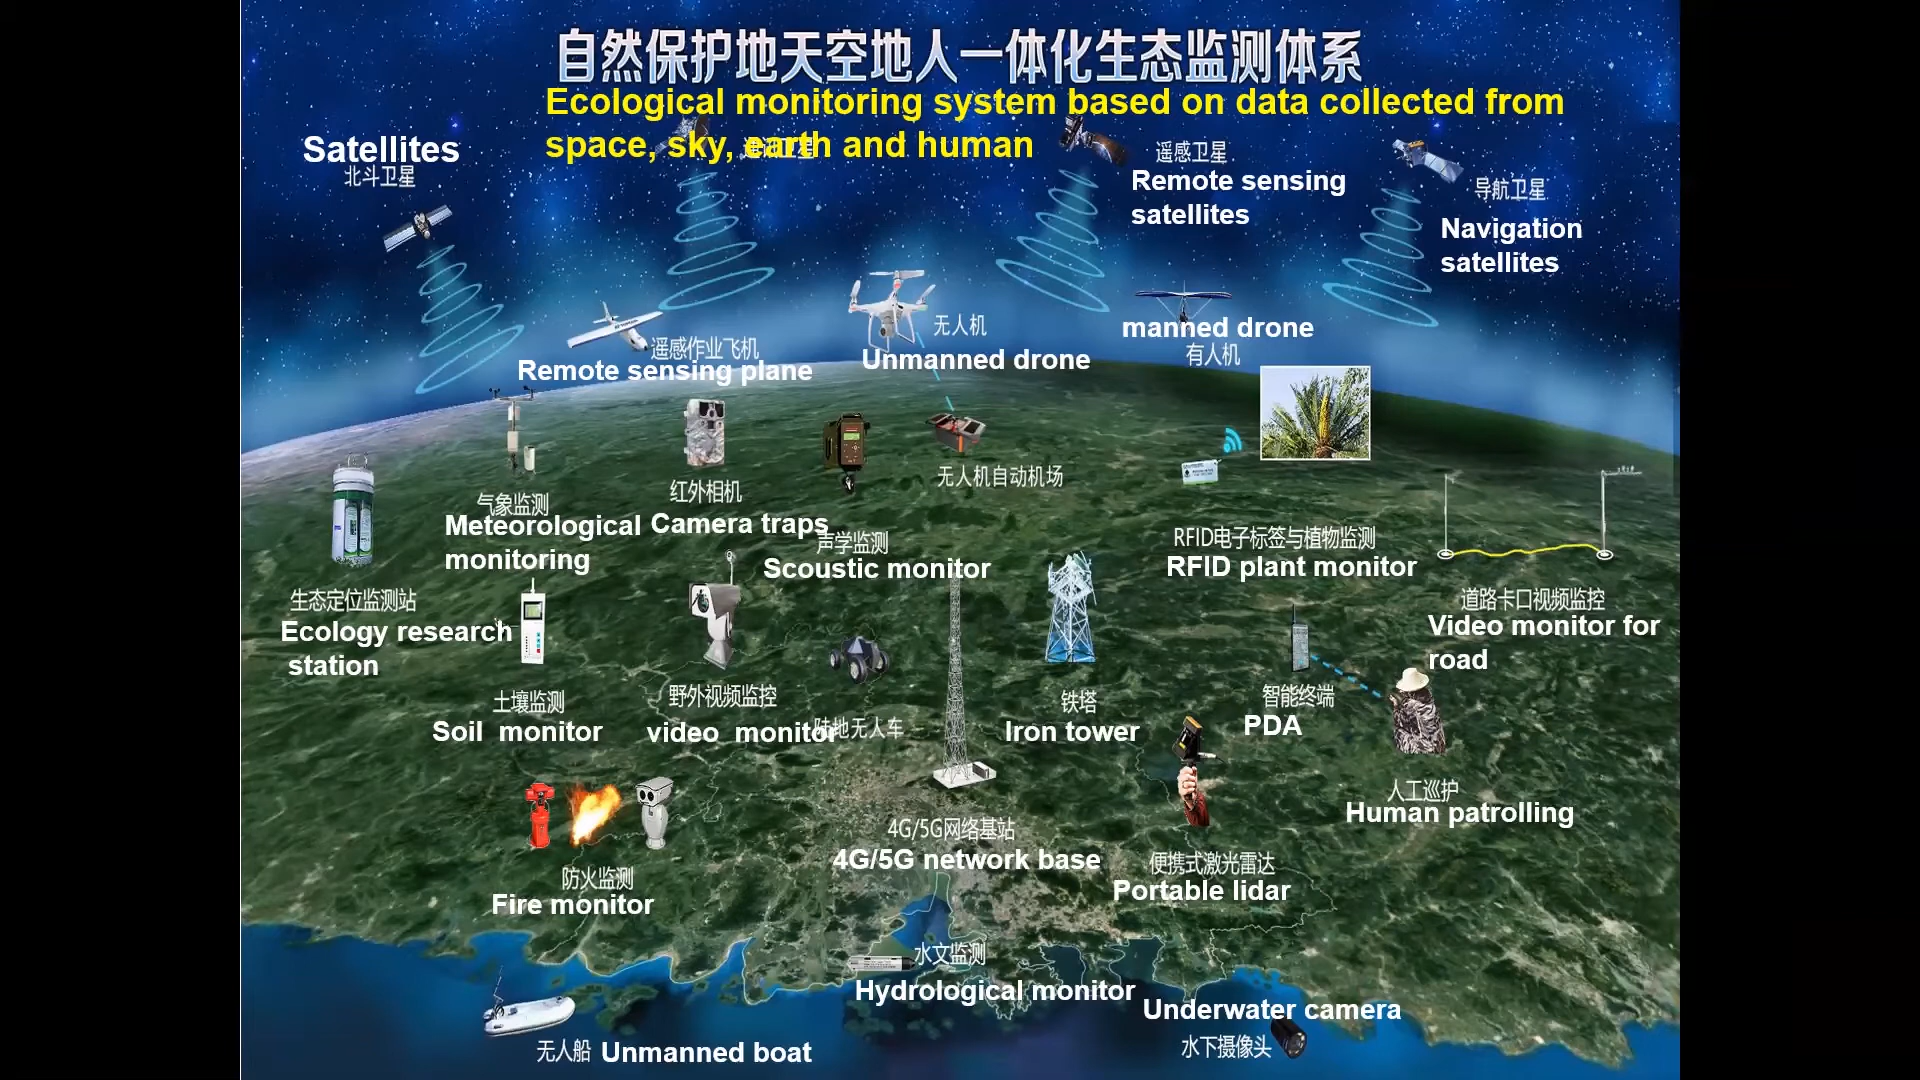 自然保护地天空地人一体化生态监测体系
Ecological monitoring system based on data collected from
space, sky, earth and human
Satellites
北斗卫星
遥感卫星
Remote sensing
satellites
导航卫星
Navigation
satellites
遥感作业飞机
Remote sensing plane
无人机
Unmanned drone
manned drone
有人机
气象监测
Meteorological
monitoring
红外相机
Camera traps
声学监测
Scoustic monitor
无人机自动机场
RFID电子标签与植物监测
RFID plant monitor
道路卡口视频监控
Video monitor for
road
生态定位监测站
Ecology research
station
土壤监测
Soil monitor
野外视频监控
video monitor
陆地无人车
铁塔
Iron tower
智能终端
PDA
人工巡护
Human patrolling
防火监测
Fire monitor
4G/5G网络基站
4G/5G network base
便携式激光雷达
Portable lidar
水文监测
Hydrological monitor
Underwater camera
水下摄像头
无人船
Unmanned boat